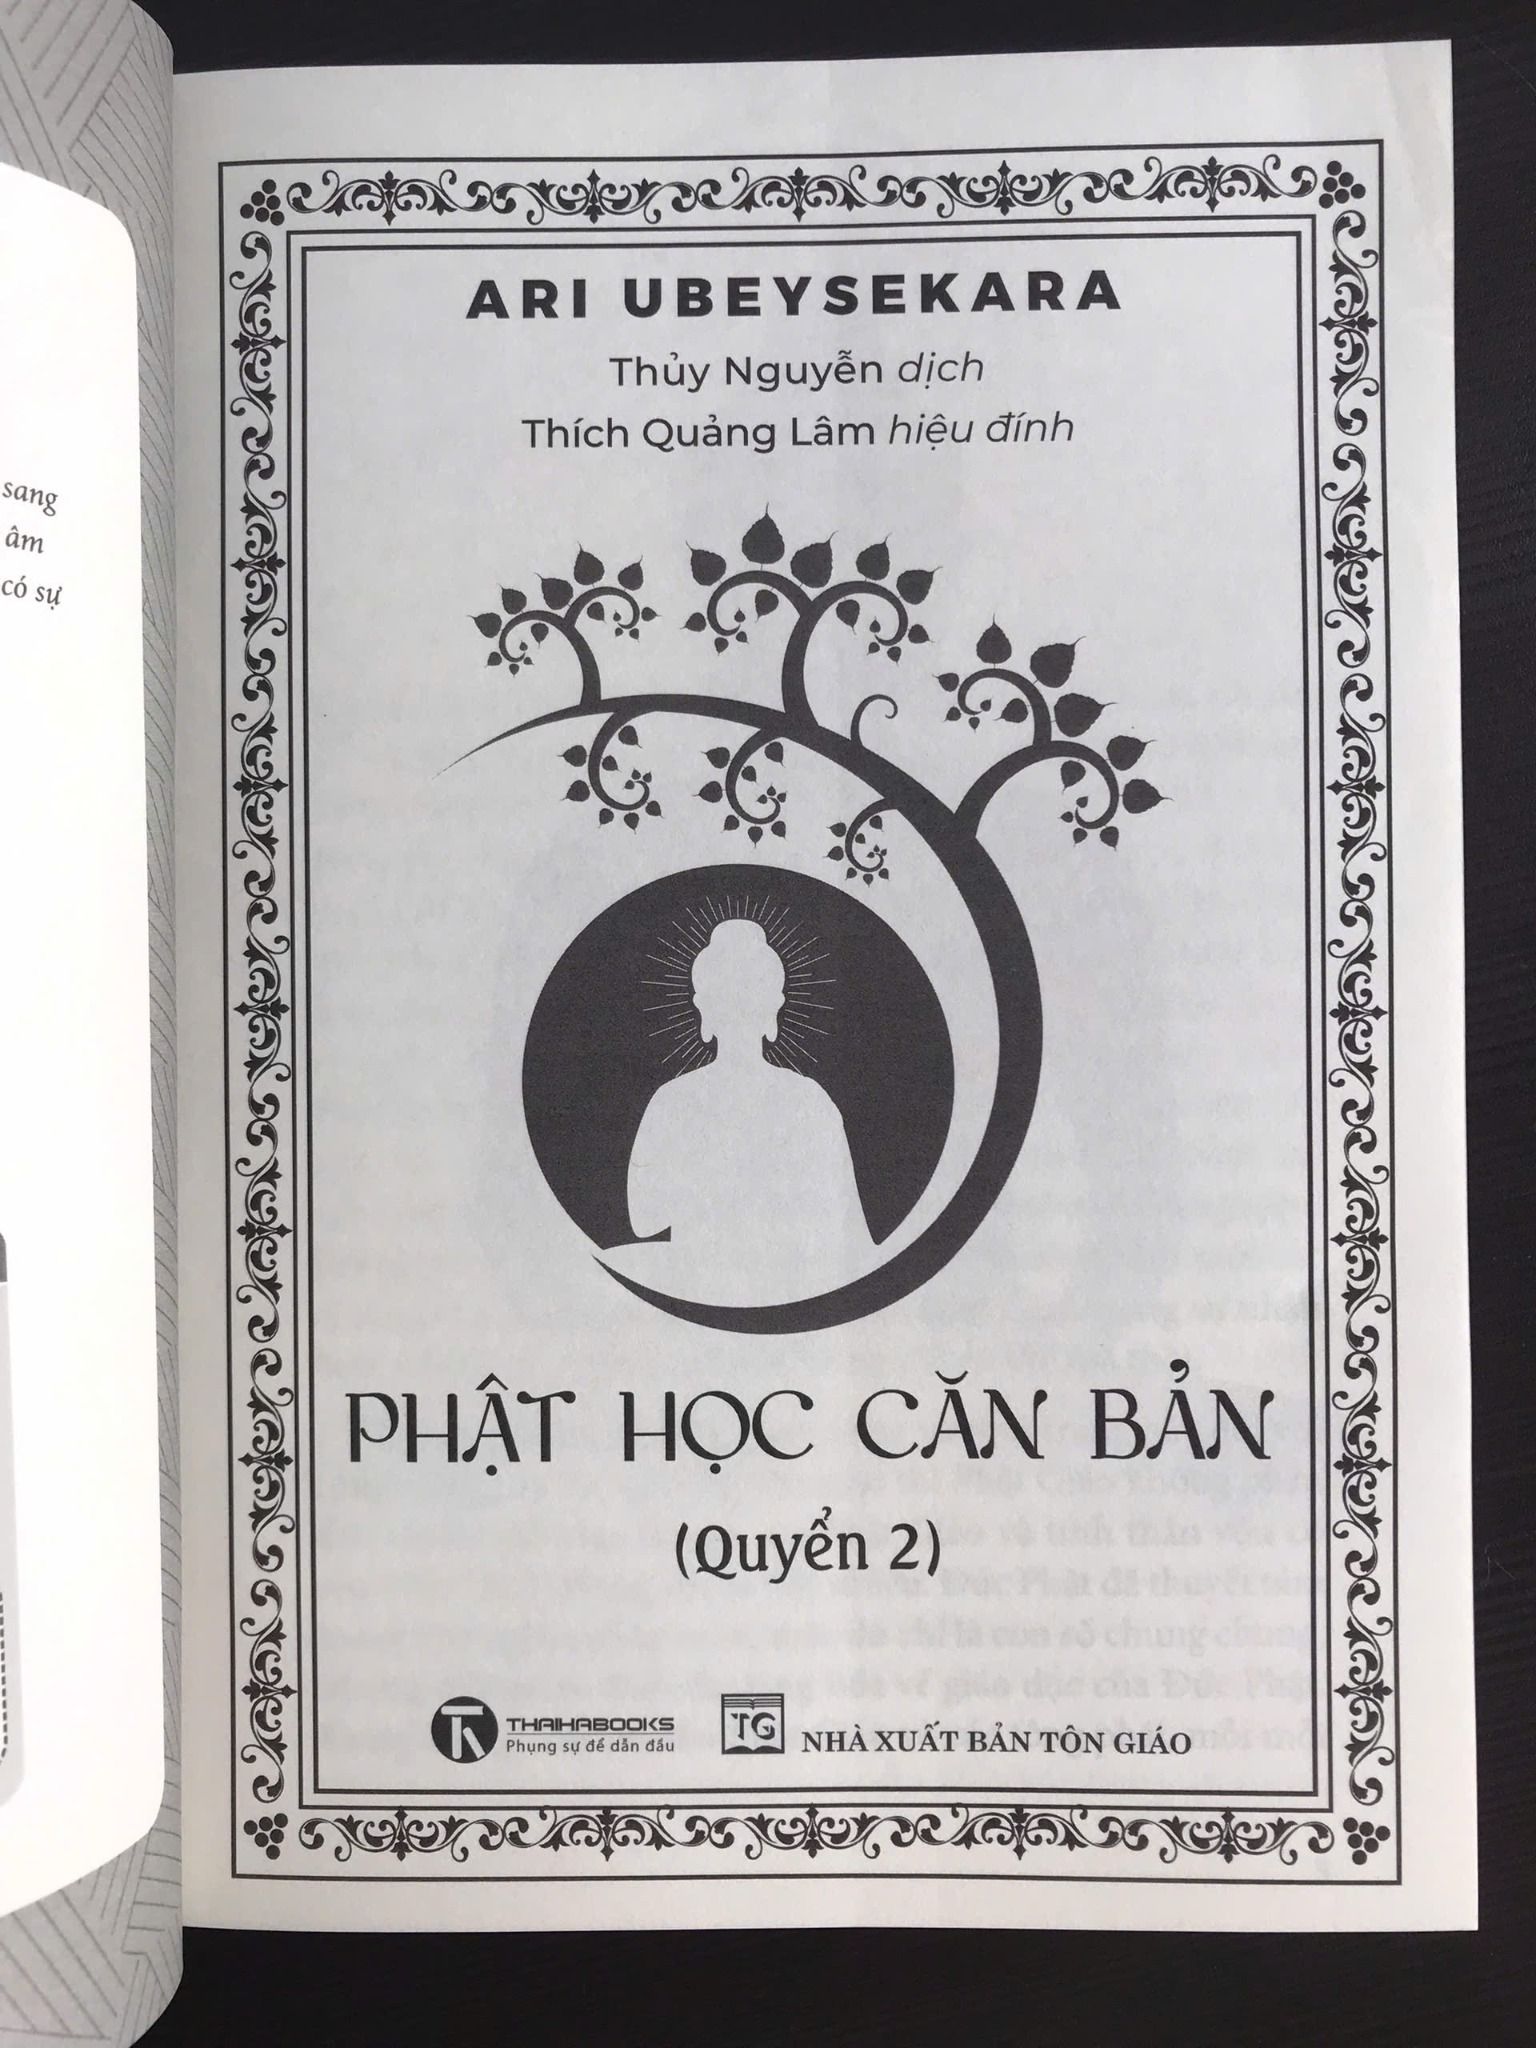 sang
âm
có sự
ARI UBEYSEKARA
Thủy Nguyễn dịch
Thích Quảng Lâm hiệu đính
PHẬT HỌC CĂN BẢN
(Quyển 2)
THAIHABOOKS
Phụng sự để dẫn đầu
TG
NHÀ XUẤT BẢN TÔN GIÁO